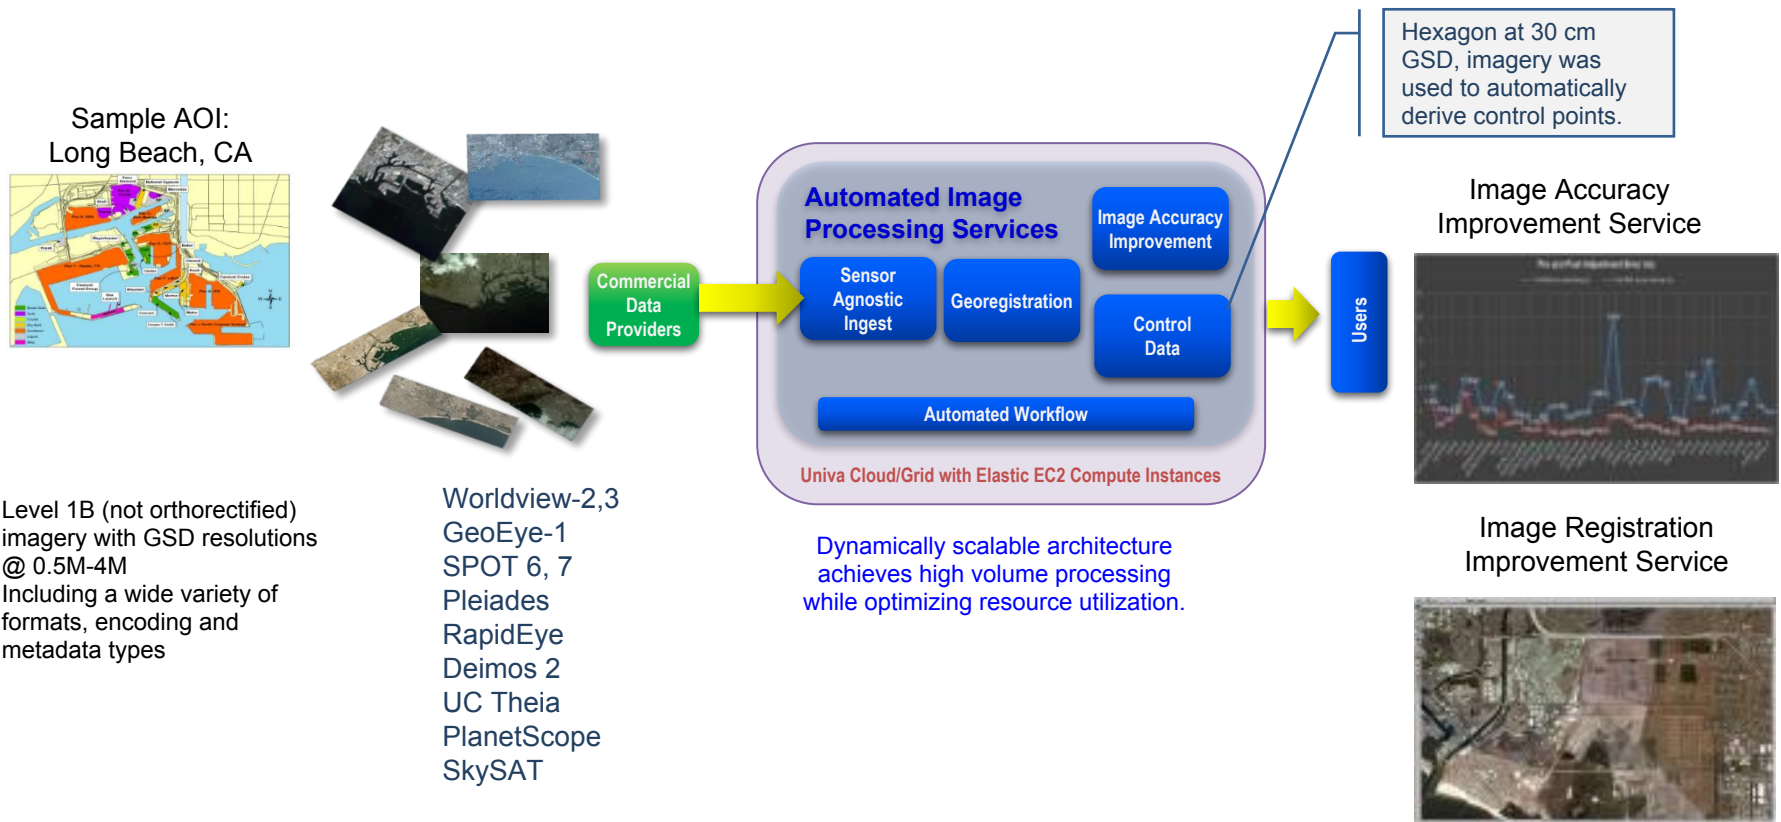 Sample AOI:
Long Beach, CA
Level 1B (not orthorectified)
imagery with GSD resolutions
@ 0.5M-4M
Including a wide variety of
formats, encoding and
metadata types
Worldview-2,3
GeoEye-1
SPOT 6, 7
Pleiades
RapidEye
Deimos 2
UC Theia
PlanetScope
SkySAT
Commercial
Data
Providers
Automated Image
Processing Services
Sensor
Agnostic
Ingest
Georegistration
Image Accuracy
Improvement
Control
Data
Automated Workflow
Univa Cloud/Grid with Elastic EC2 Compute Instances
Dynamically scalable architecture
achieves high volume processing
while optimizing resource utilization.
Users
Hexagon at 30 cm
GSD, imagery was
used to automatically
derive control points.
Image Accuracy
Improvement Service
Image Registration
Improvement Service